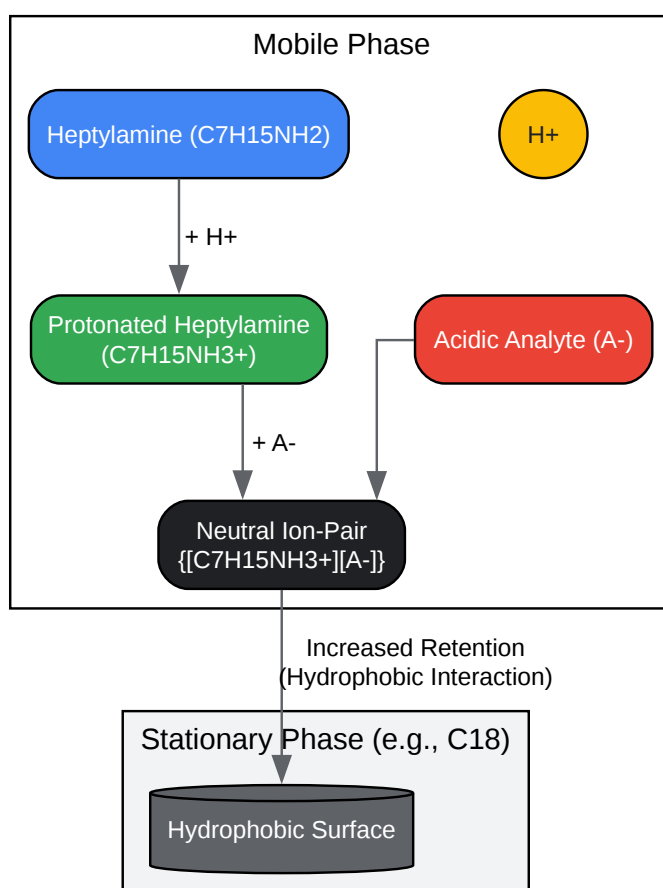 Mobile Phase
Heptylamine (C7H15NH2)
H+
+ H+
Protonated Heptylamine
(C7H15NH3+)
Acidic Analyte (A-)
+ A-
Neutral Ion-Pair
{[C7H15NH3+][A-]}
Increased Retention
(Hydrophobic Interaction)
Stationary Phase (e.g., C18)
Hydrophobic Surface